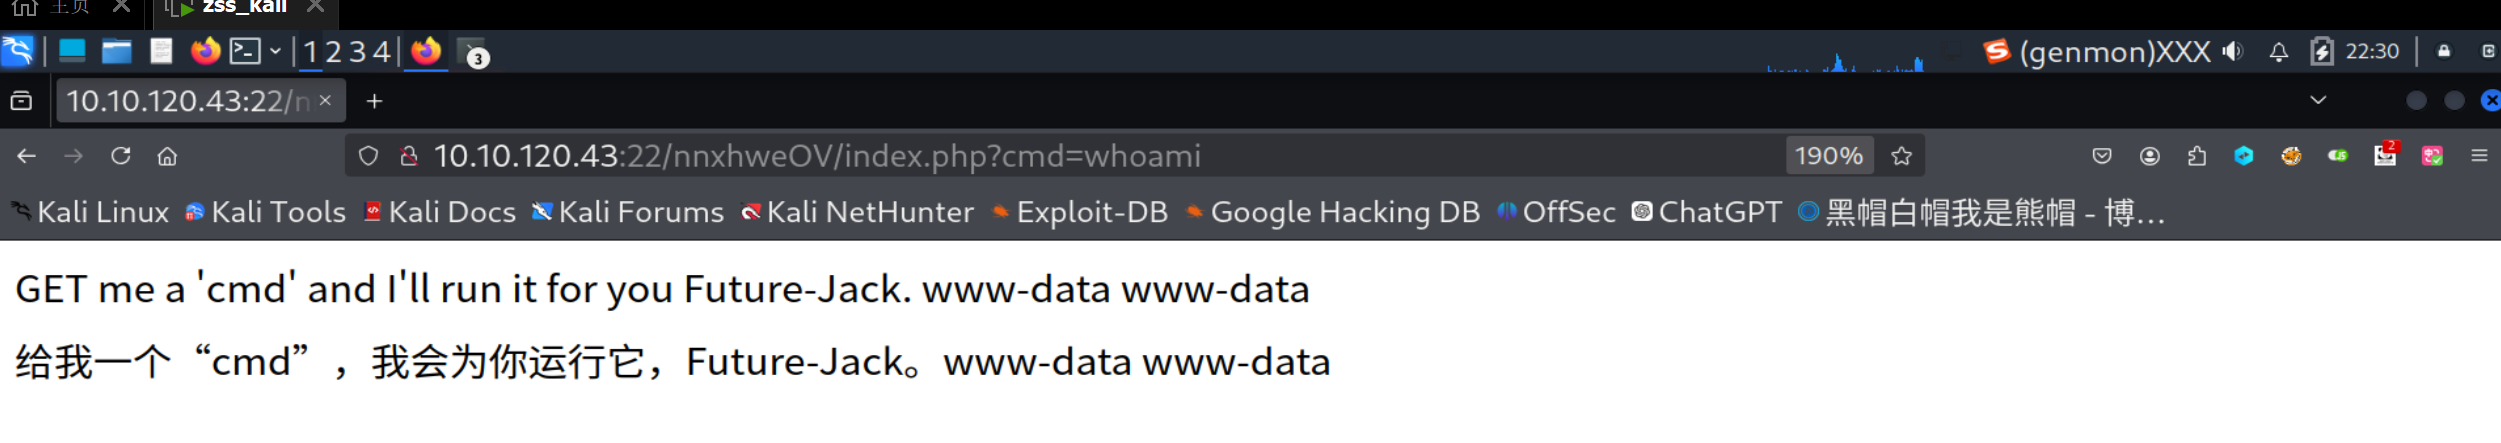 主页
zss_kali
1 2 3 4
3
(genmon)XXX
22:30
10.10.120.43:22/n
10.10.120.43:22/nnxhweOV/index.php?cmd=whoami
190%
2
Kali Linux Kali Tools Kali Docs Kali Forums Kali NetHunter Exploit-DB Google Hacking DB OffSec ChatGPT 黑帽白帽我是熊帽 - 博…
GET me a 'cmd' and I'll run it for you Future-Jack. www-data www-data
给我一个“cmd”，我会为你运行它，Future-Jack。www-data www-data